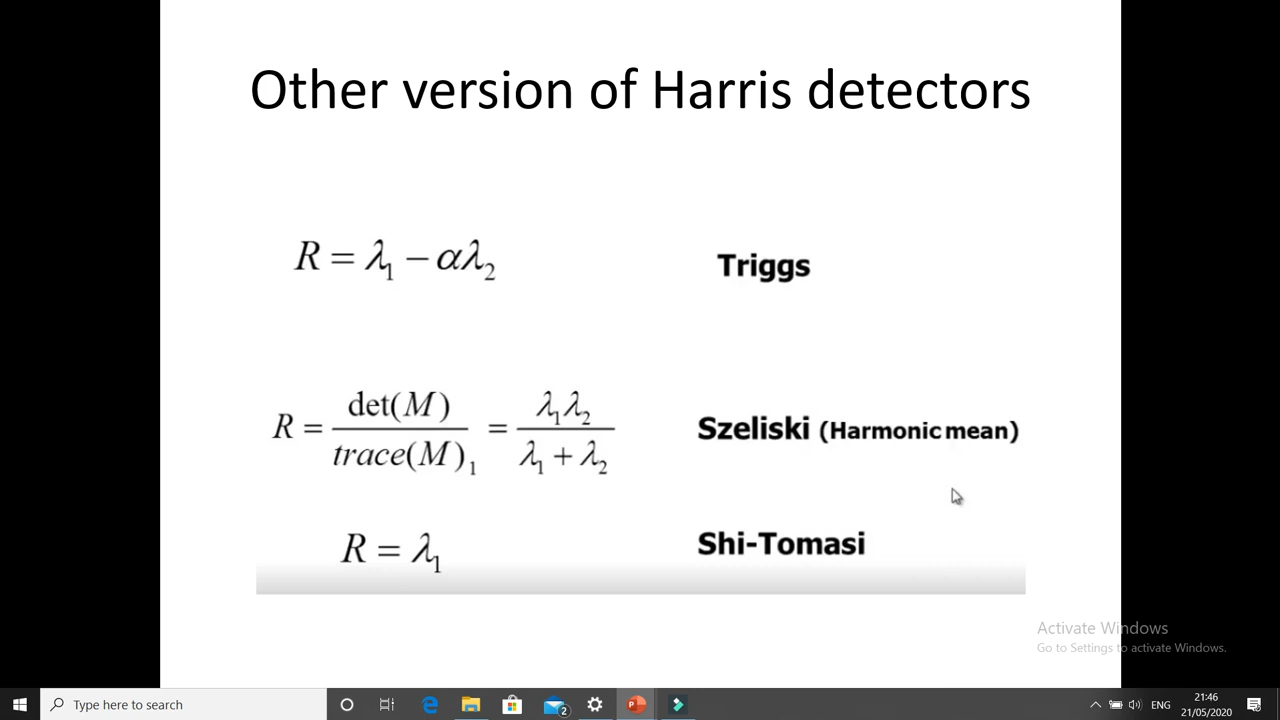 Other version of Harris detectors
R = λ₁ − αλ₂
Triggs
R = det(M) / trace(M)₁ = λ₁λ₂ / λ₁ + λ₂
Szeliski (Harmonic mean)
R = λ₁
Shi-Tomasi
Activate Windows
Go to Settings to activate Windows.
Type here to search
2
ENG
21:46
21/05/2020